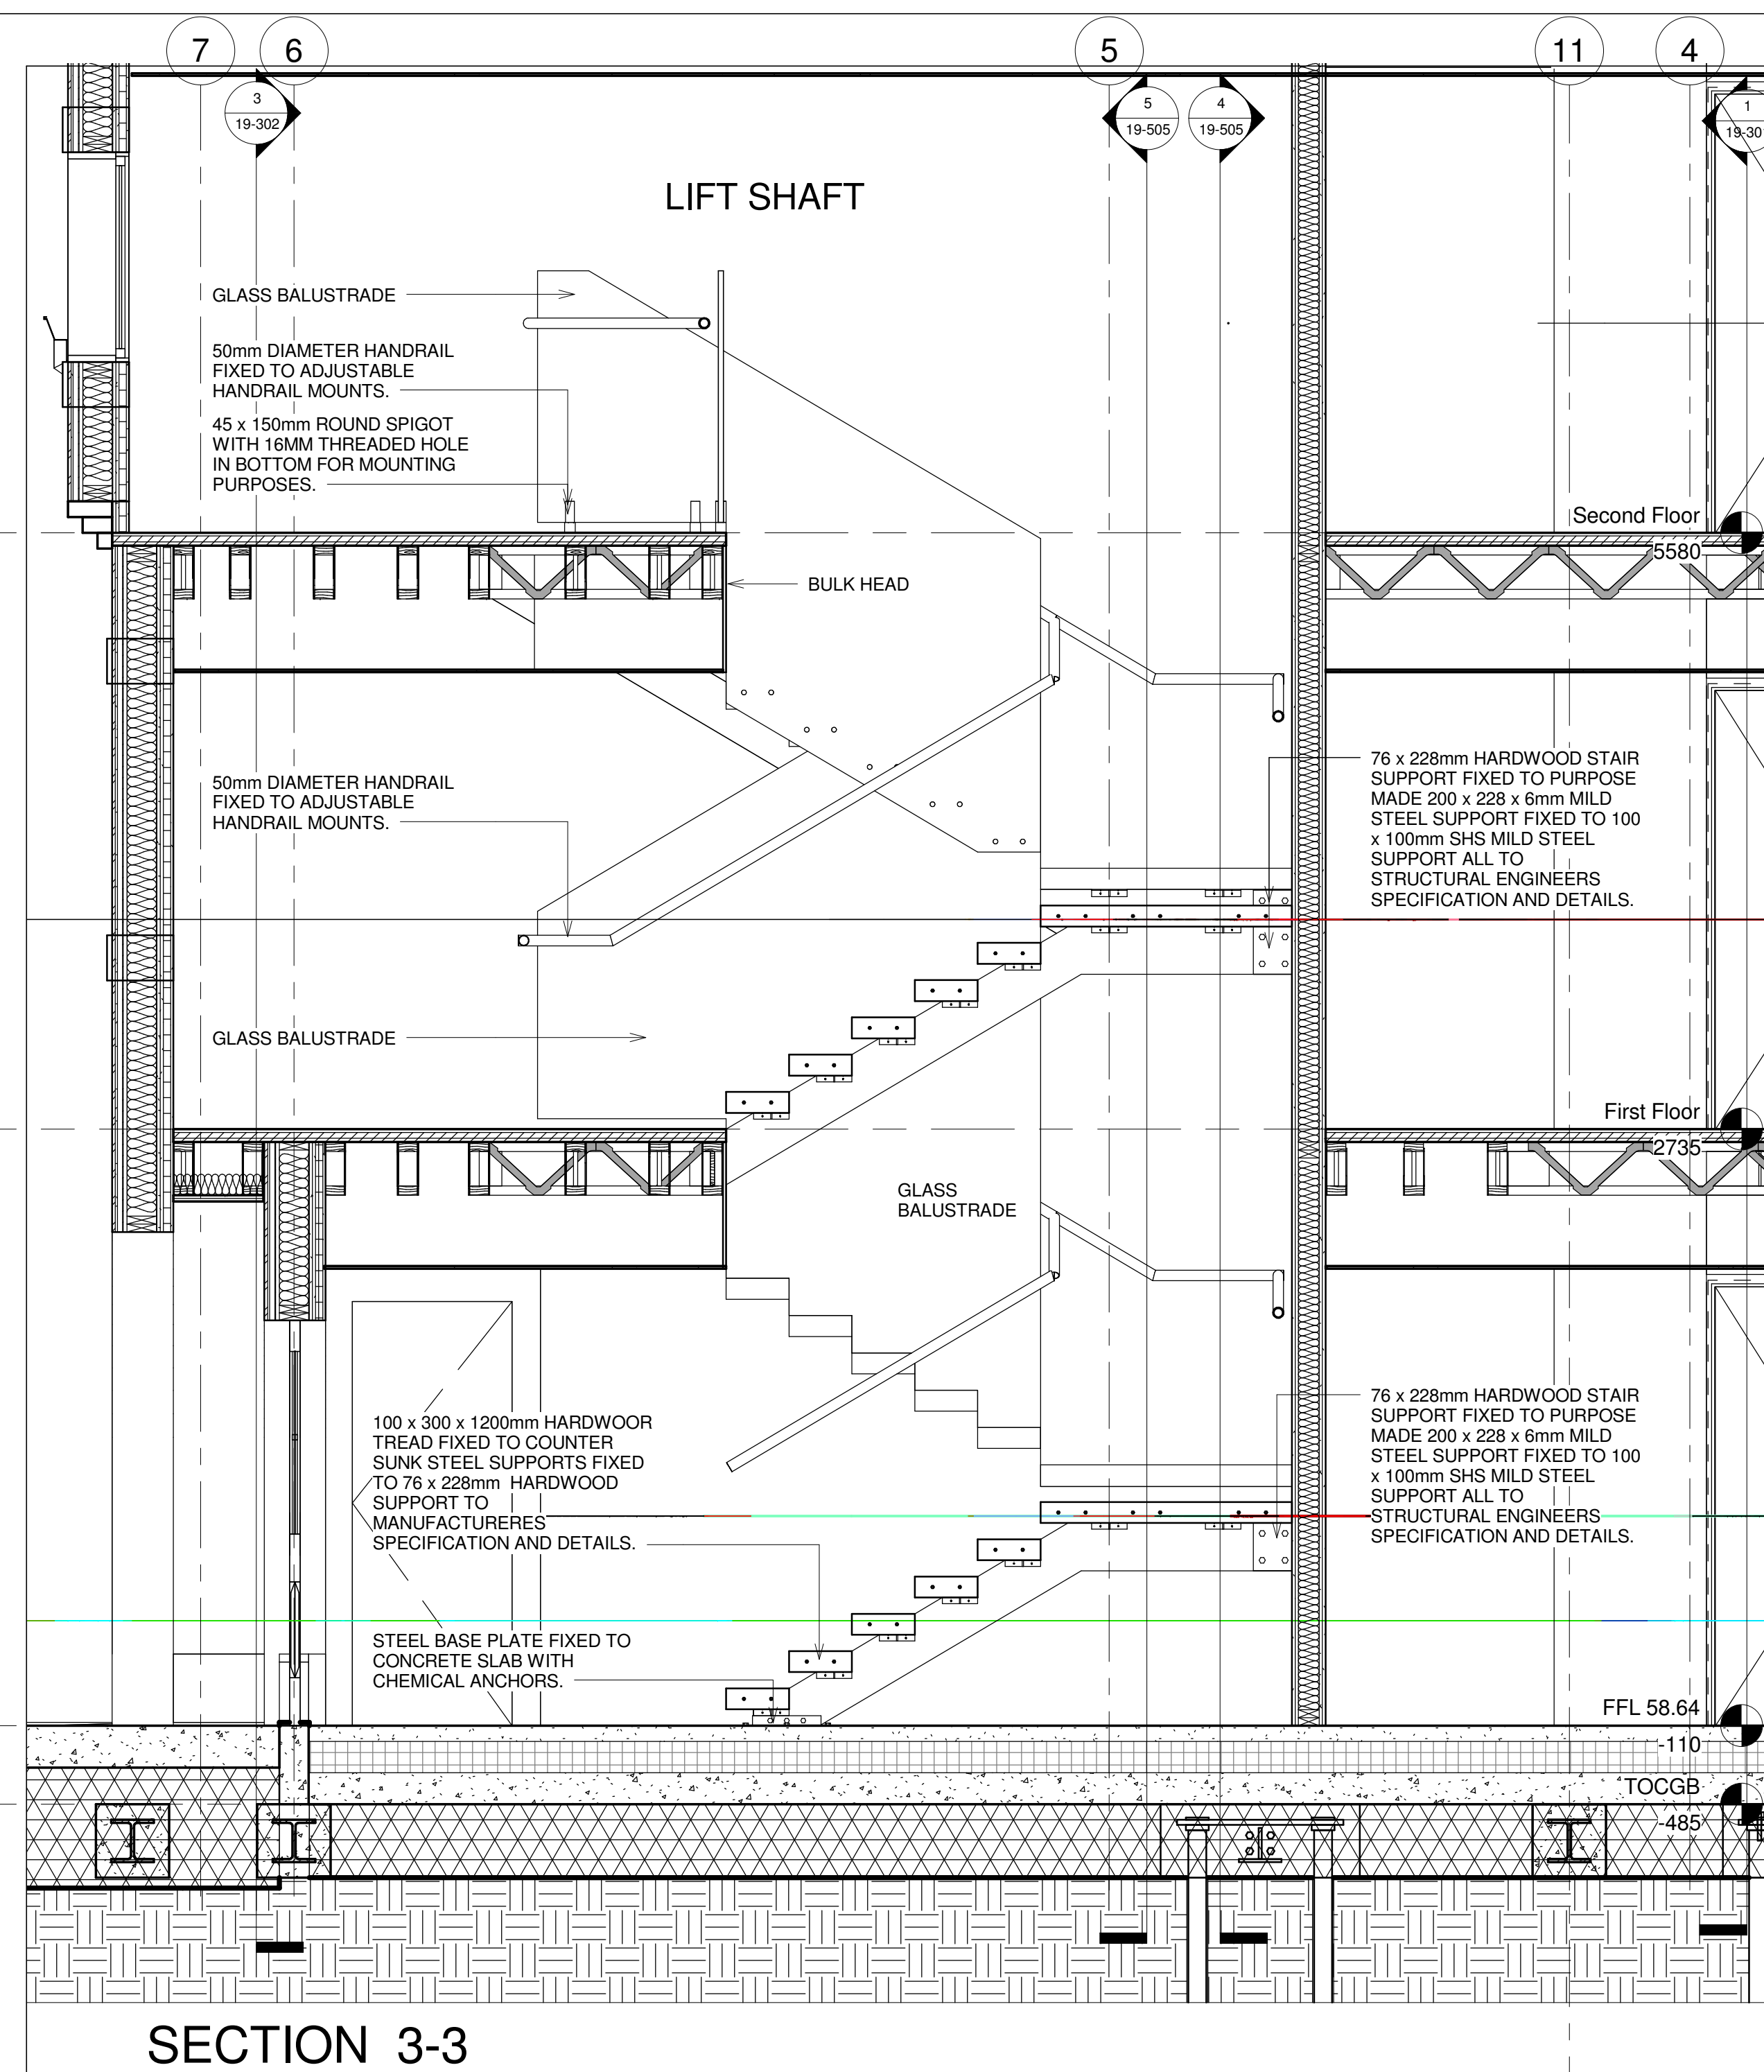 7
6
5
11
4
3
19-302
5
19-505
4
19-505
1
LIFT SHAFT
GLASS BALUSTRADE
50mm DIAMETER HANDRAIL
FIXED TO ADJUSTABLE
HANDRAIL MOUNTS.
45 x 150mm ROUND SPIGOT
WITH 16MM THREADED HOLE
IN BOTTOM FOR MOUNTING
PURPOSES.
Second Floor
5580
BULK HEAD
50mm DIAMETER HANDRAIL
FIXED TO ADJUSTABLE
HANDRAIL MOUNTS.
76 x 228mm HARDWOOD STAIR
SUPPORT FIXED TO PURPOSE
MADE 200 x 228 x 6mm MILD
STEEL SUPPORT FIXED TO 100
x 100mm SHS MILD STEEL
SUPPORT ALL TO
STRUCTURAL ENGINEERS
SPECIFICATION AND DETAILS.
GLASS BALUSTRADE
First Floor
2735
GLASS
BALUSTRADE
100 x 300 x 1200mm HARDWOOR
TREAD FIXED TO COUNTER
SUNK STEEL SUPPORTS FIXED
TO 76 x 228mm HARDWOOD
SUPPORT TO
MANUFACTURERES
SPECIFICATION AND DETAILS.
76 x 228mm HARDWOOD STAIR
SUPPORT FIXED TO PURPOSE
MADE 200 x 228 x 6mm MILD
STEEL SUPPORT FIXED TO 100
x 100mm SHS MILD STEEL
SUPPORT ALL TO
STRUCTURAL ENGINEERS
SPECIFICATION AND DETAILS.
STEEL BASE PLATE FIXED TO
CONCRETE SLAB WITH
CHEMICAL ANCHORS.
FFL 58.64
-110
TOCGB
-485
SECTION 3-3